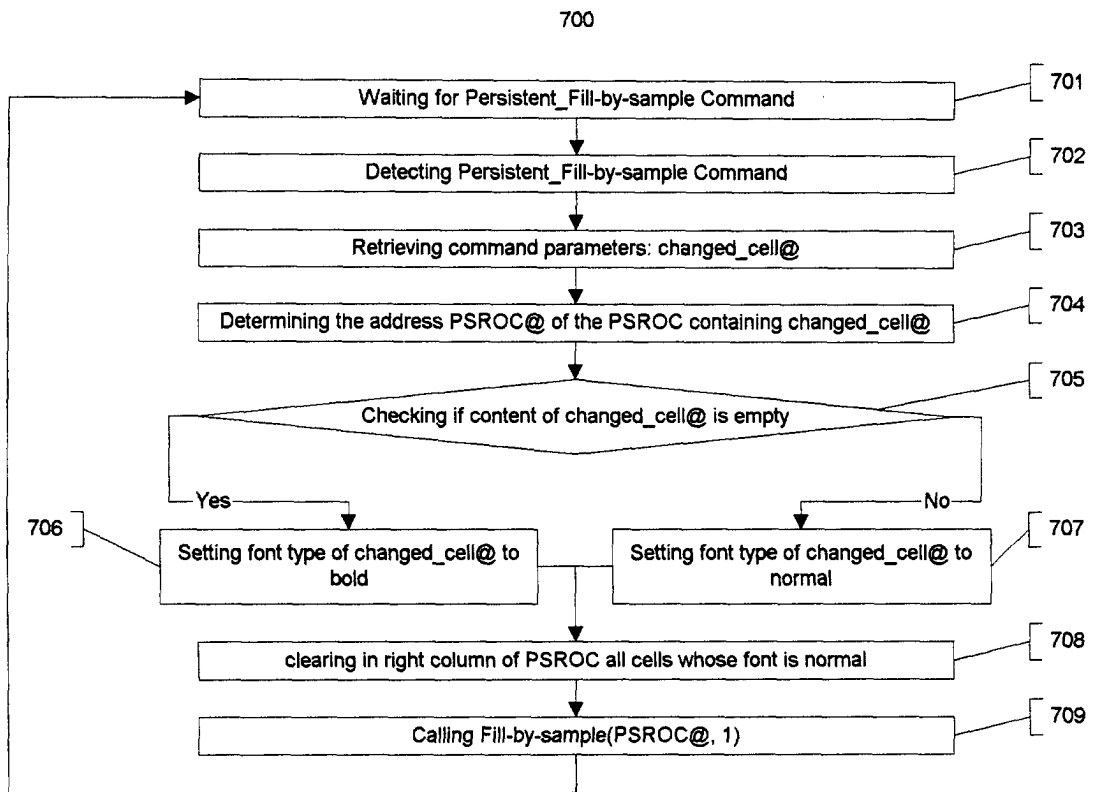 700
Waiting for Persistent_Fill-by-sample Command
701
Detecting Persistent_Fill-by-sample Command
702
Retrieving command parameters: changed_cell@
703
Determining the address PSROC@ of the PSROC containing changed_cell@
704
Checking if content of changed_cell@ is empty
705
Yes
No
706
Setting font type of changed_cell@ to
bold
Setting font type of changed_cell@ to
normal
707
clearing in right column of PSROC all cells whose font is normal
708
Calling Fill-by-sample(PSROC@, 1)
709